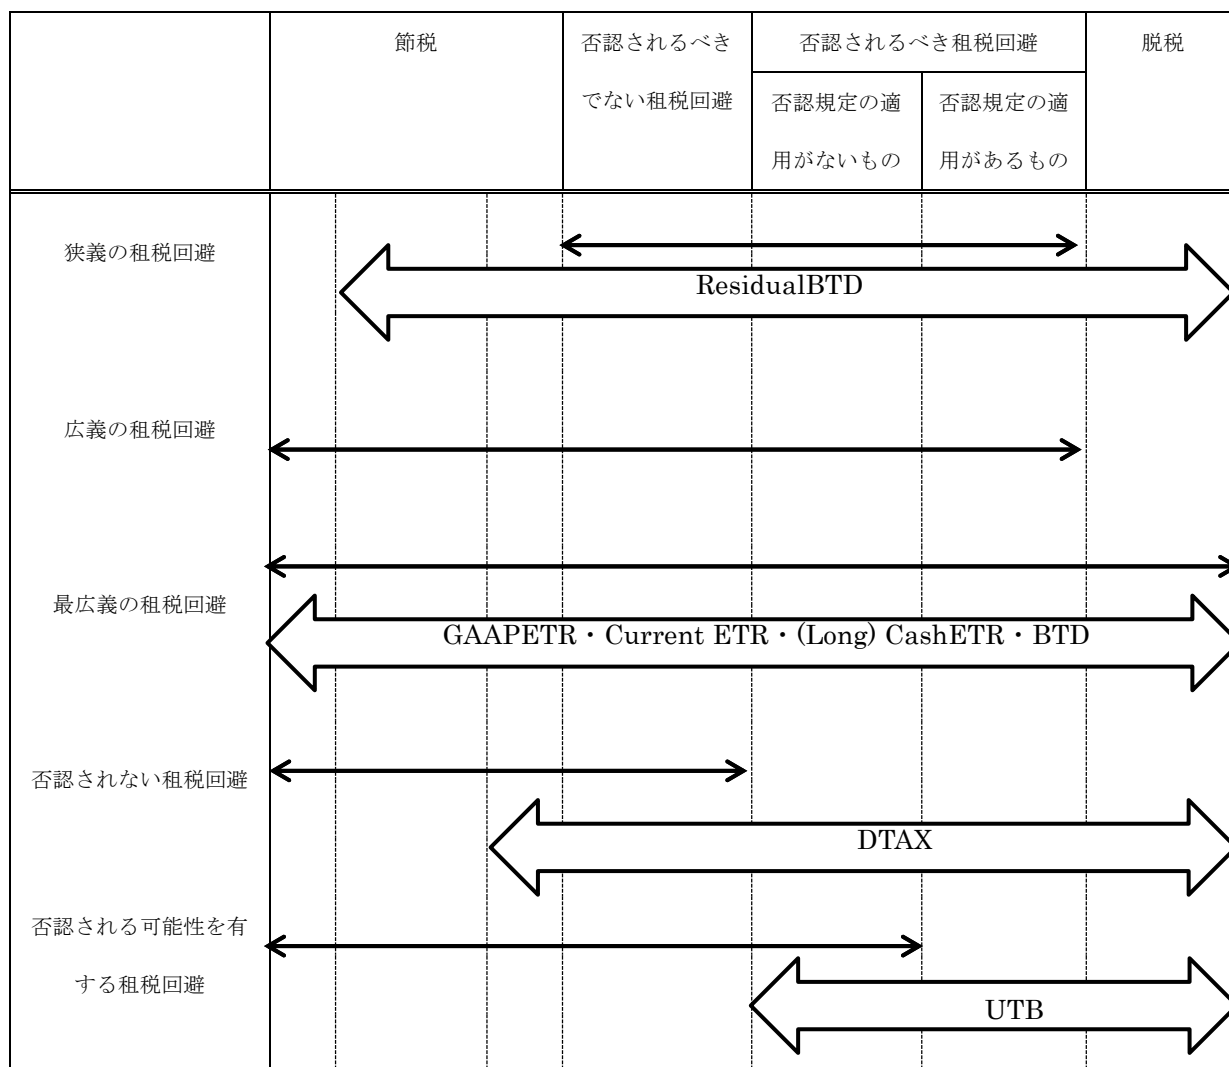 節税
否認されるべき
でない租税回避
否認されるべき租税回避
否認規定の適
用がないもの
否認規定の適
用があるもの
脱税
狭義の租税回避
ResidualBTD
広義の租税回避
最広義の租税回避
GAAPETR・Current ETR・(Long) CashETR・BTD
否認されない租税回避
DTAX
否認される可能性を有
する租税回避
UTB